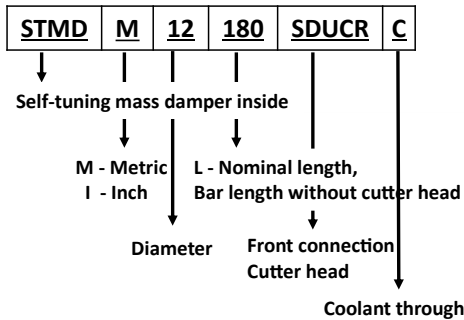 STMD M 12 180 SDUCR C
Self-tuning mass damper inside
M - Metric
I - Inch
L - Nominal length,
Bar length without cutter head
Diameter
Front connection
Cutter head
Coolant through